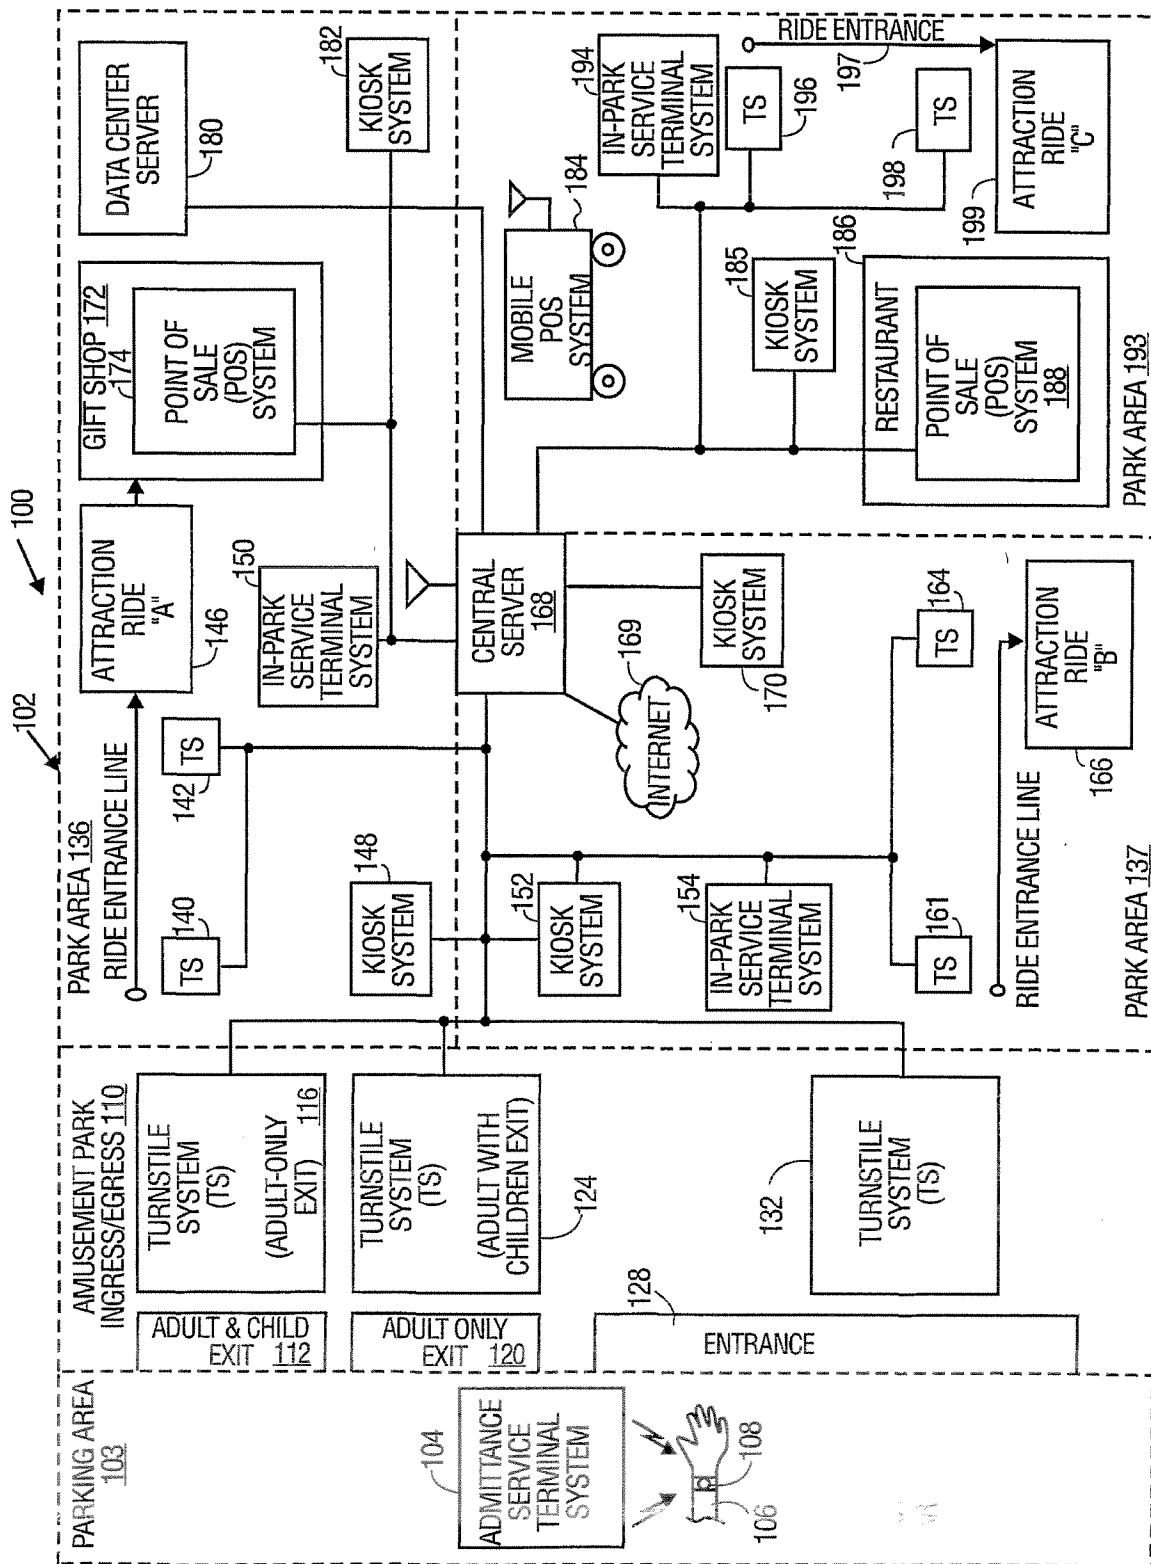 100
102
PARKING AREA
103
104
ADMITTANCE
SERVICE
TERMINAL
SYSTEM
106
108
AMUSEMENT PARK
INGRESS/EGRESS 110
ADULT & CHILD
EXIT 112
TURNSTILE
SYSTEM
(TS)
(ADULT-ONLY
EXIT)
116
ADULT ONLY
EXIT 120
TURNSTILE
SYSTEM
(TS)
(ADULT WITH
CHILDREN EXIT)
124
128
ENTRANCE
132
TURNSTILE
SYSTEM
(TS)
PARK AREA 136
RIDE ENTRANCE LINE
TS
140
TS
142
ATTRACTION
RIDE
"A"
146
GIFT SHOP 172
174
POINT OF
SALE
(POS)
SYSTEM
DATA CENTER
SERVER
180
148
KIOSK
SYSTEM
150
IN-PARK
SERVICE
TERMINAL
SYSTEM
182
KIOSK
SYSTEM
CENTRAL
SERVER
168
INTERNET
169
KIOSK
SYSTEM
170
152
KIOSK
SYSTEM
154
IN-PARK
SERVICE
TERMINAL
SYSTEM
161
TS
164
TS
RIDE ENTRANCE LINE
ATTRACTION
RIDE
"B"
166
PARK AREA 137
MOBILE
POS
SYSTEM
184
194
IN-PARK
SERVICE
TERMINAL
SYSTEM
TS
196
RIDE ENTRANCE
197
198
TS
185
KIOSK
SYSTEM
186
RESTAURANT
POINT OF
SALE
(POS)
SYSTEM
188
199
ATTRACTION
RIDE
"C"
PARK AREA 193